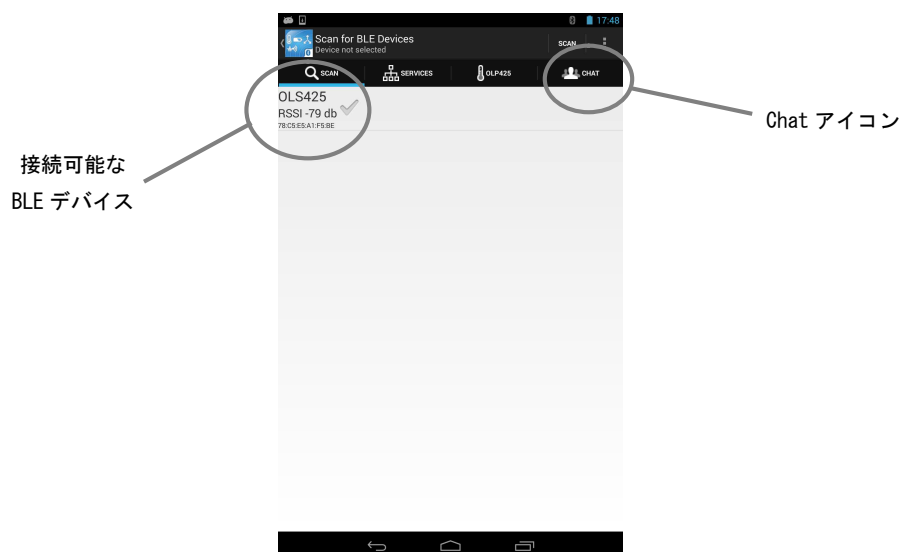 17:48
Scan for BLE Devices
Device not selected
SCAN
SCAN
SERVICES
OLP425
CHAT
OLS425
RSSI -79 db
78:C5:E5:A1:F5:BE
Chat アイコン
接続可能な
BLE デバイス